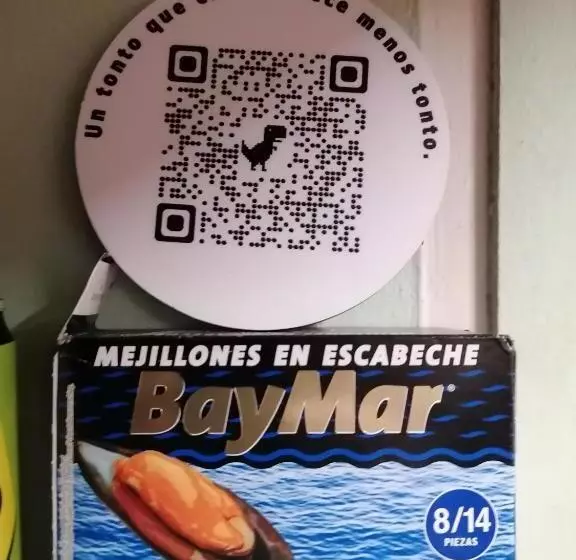 Un tonto que menos tonto.
MEJILLONES EN ESCABECHE
BayMar®
8/14
PIEZAS